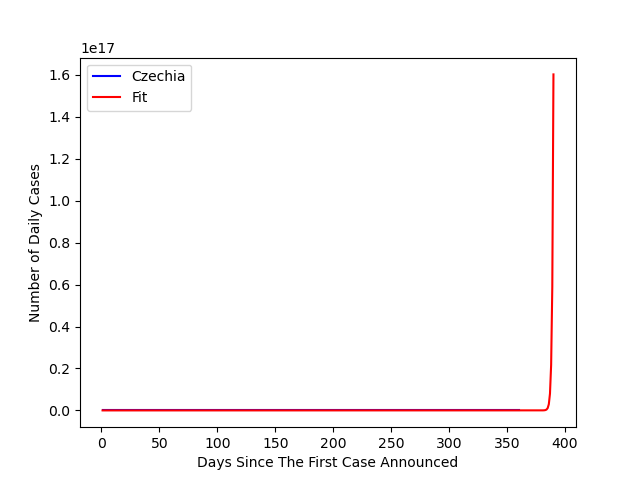 1e17
1.6
1.4
1.2
1.0
0.8
0.6
0.4
0.2
0.0
Number of Daily Cases
Czechia
Fit
0 50 100 150 200 250 300 350 400
Days Since The First Case Announced